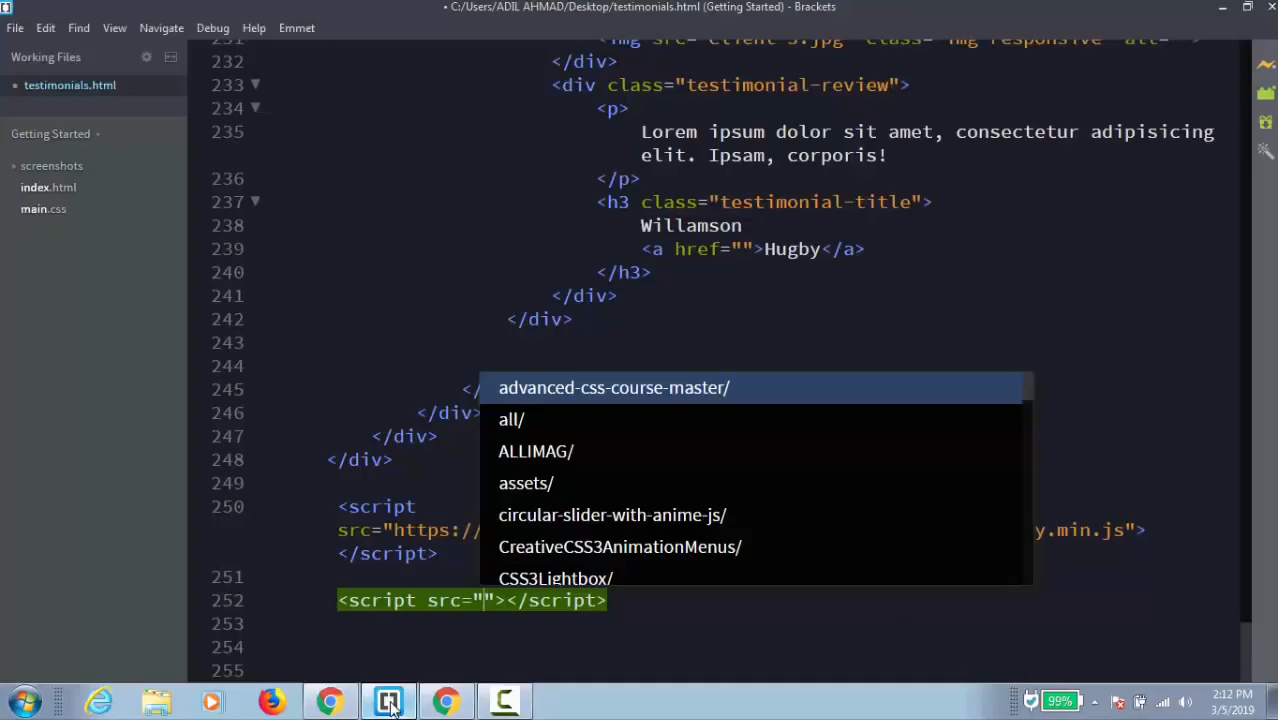 • C:/Users/ADIL AHMAD/Desktop/testimonials.html (Getting Started) - Brackets
File Edit Find View Navigate Debug Help Emmet
Working Files
• testimonials.html
Getting Started
screenshots
index.html
main.css
231
232 </div>
233 <div class="testimonial-review">
234 <p>
235 Lorem ipsum dolor sit amet, consectetur adipisicing
elit. Ipsam, corporis!
236 </p>
237 <h3 class="testimonial-title">
238 Willamson
239 <a href="">Hugby</a>
240 </h3>
241 </div>
242 </div>
243
244
245 </
246 </div>
247 </div>
248 </div>
249
250 <script
src="https:// y.min.js">
</script>
251
252 <script src=""></script>
253
254
255
advanced-css-course-master/
all/
ALLIMAG/
assets/
circular-slider-with-anime-js/
CreativeCSS3AnimationMenus/
CSS3Lightbox/
99%
2:12 PM
3/5/2019